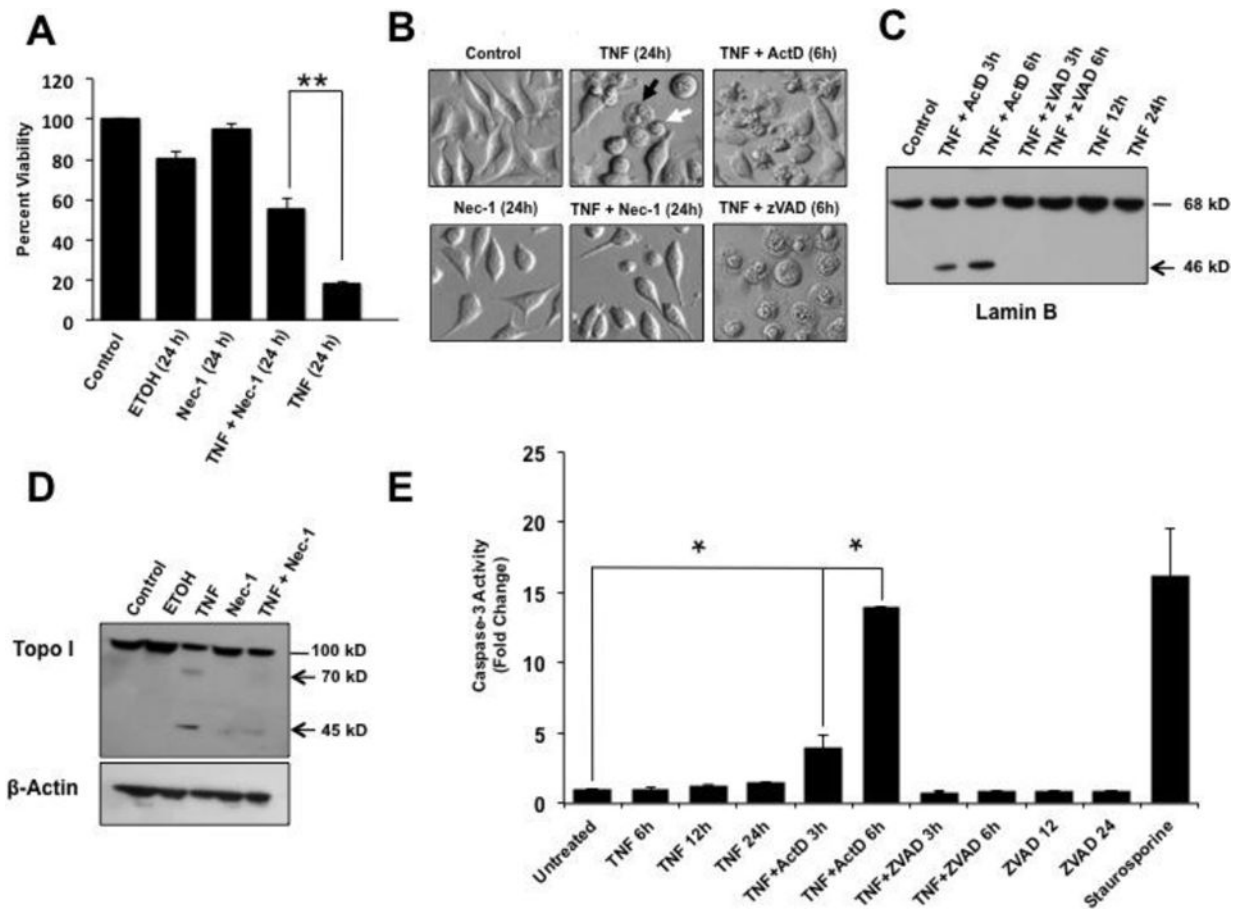 A
Percent Viability
120
100
80
60
40
20
0
**
Control
ETOH (24 h)
Nec-1 (24 h)
TNF + Nec-1 (24 h)
TNF (24 h)
B
Control
TNF (24h)
TNF + ActD (6h)
Nec-1 (24h)
TNF + Nec-1 (24h)
TNF + zVAD (6h)
C
Control
TNF + ActD 3h
TNF + ActD 6h
TNF + zVAD 3h
TNF + zVAD 6h
TNF 12h
TNF 24h
68 kD
46 kD
Lamin B
D
Control
ETOH
TNF
Nec-1
TNF + Nec-1
Topo I
100 kD
70 kD
45 kD
β-Actin
E
Caspase-3 Activity
(Fold Change)
25
20
15
10
5
0
*
*
Untreated
TNF 6h
TNF 12h
TNF 24h
TNF+ActD 3h
TNF+ActD 6h
TNF+ZVAD 3h
TNF+ZVAD 6h
ZVAD 12
ZVAD 24
Staurosporine